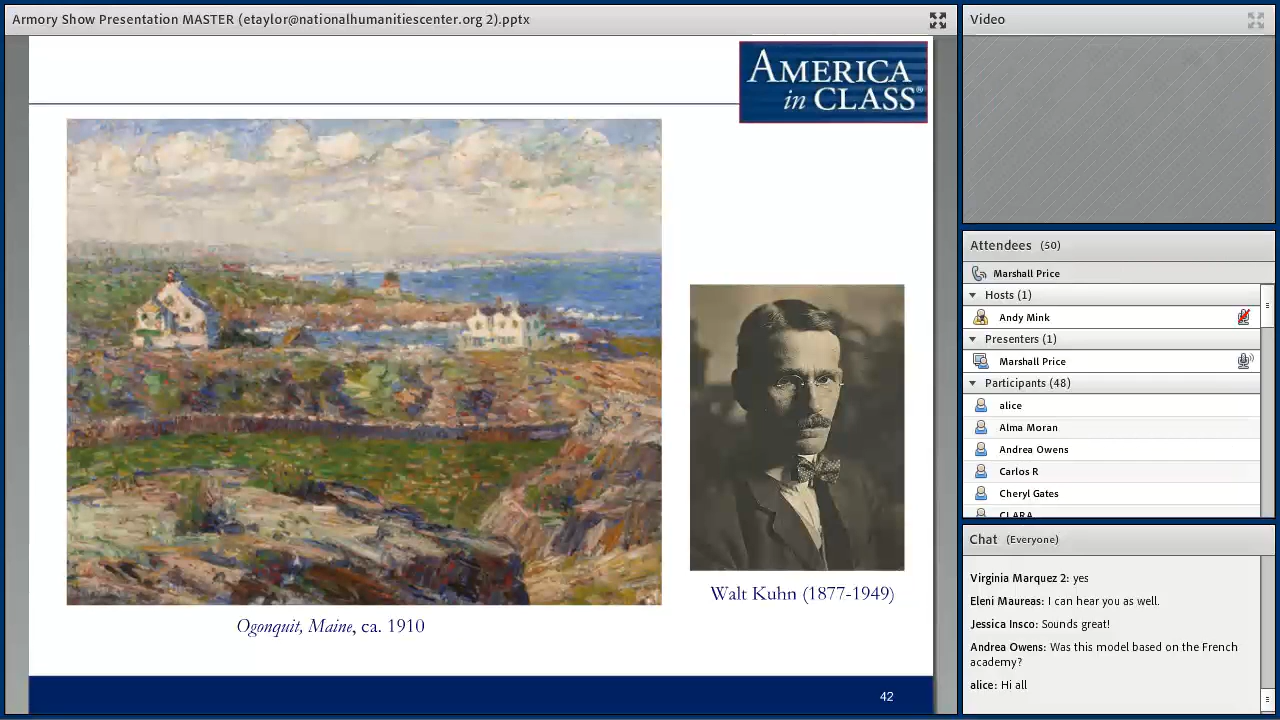 Armory Show Presentation MASTER (etaylor@nationalhumanitiescenter.org 2).pptx
AMERICA
in CLASS®
Ogonquit, Maine, ca. 1910
Walt Kuhn (1877-1949)
42
Video
Attendees (50)
Marshall Price
Hosts (1)
Andy Mink
Presenters (1)
Marshall Price
Participants (48)
alice
Alma Moran
Andrea Owens
Carlos R
Cheryl Gates
CLARA
Chat (Everyone)
Virginia Marquez 2: yes
Eleni Maureas: I can hear you as well.
Jessica Insco: Sounds great!
Andrea Owens: Was this model based on the French
academy?
alice: Hi all